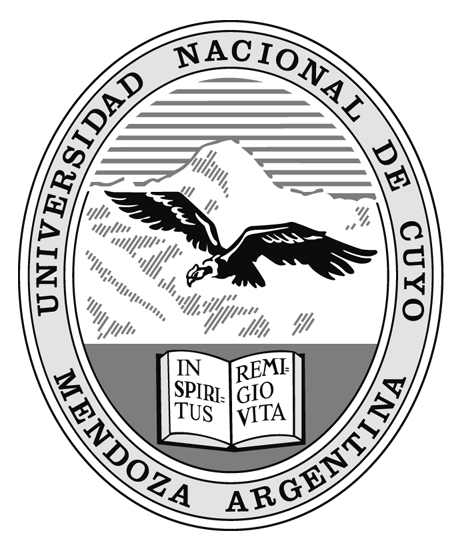 UNIVERSIDAD NACIONAL DE CUYO
MENDOZA ARGENTINA
IN
SPIRI-
TUS
REMI-
GIO
VITA